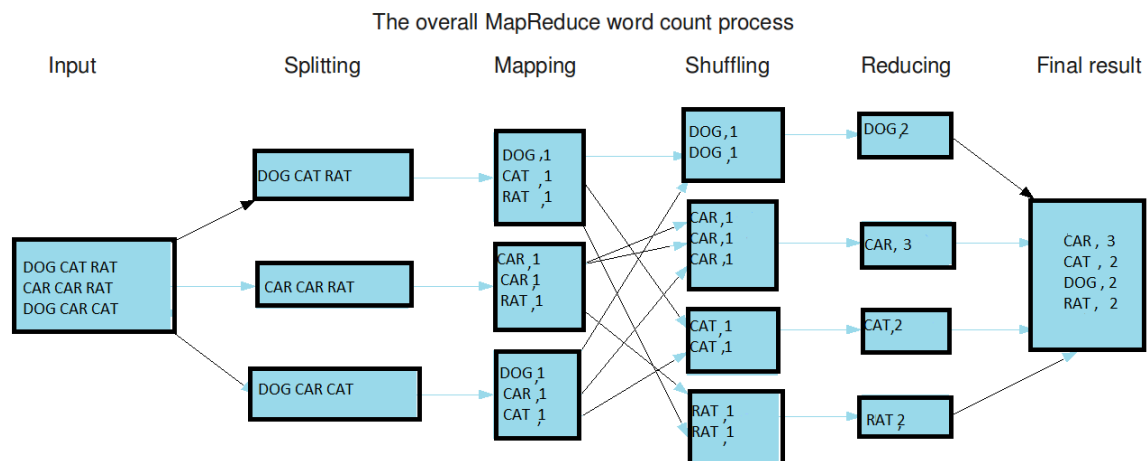 The overall MapReduce word count process
Input
Splitting
Mapping
Shuffling
Reducing
Final result
DOG CAT RAT
CAR CAR RAT
DOG CAR CAT
DOG CAT RAT
CAR CAR RAT
DOG CAR CAT
DOG ,1
CAT ,1
RAT ,1
CAR ,1
CAR ,1
RAT ,1
DOG ,1
CAR ,1
CAT ,1
DOG ,1
DOG ,1
CAR ,1
CAR ,1
CAR ,1
CAT ,1
CAT ,1
RAT ,1
RAT ,1
DOG,2
CAR, 3
CAT,2
RAT,2
CAR , 3
CAT , 2
DOG , 2
RAT , 2